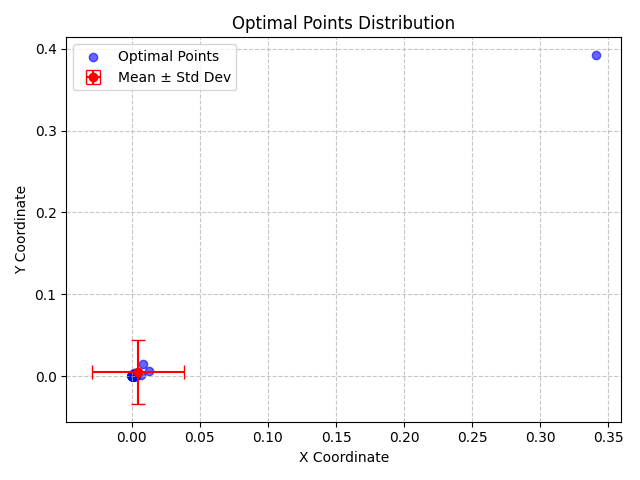 Optimal Points Distribution
Optimal Points
Mean ± Std Dev
Y Coordinate
0.4
0.3
0.2
0.1
0.0
0.00 0.05 0.10 0.15 0.20 0.25 0.30 0.35
X Coordinate